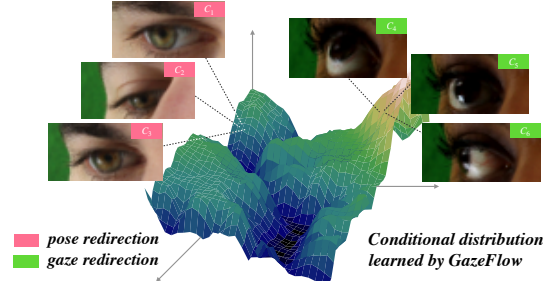 C1
C4
C2
C5
C3
C6
pose redirection
gaze redirection
Conditional distribution
learned by GazeFlow